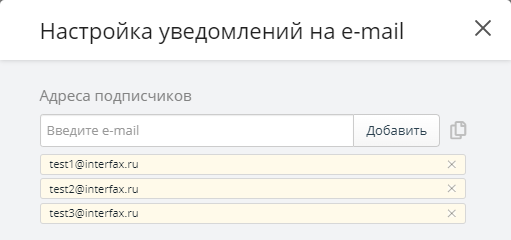 Настройка уведомлений на e-mail
Адреса подписчиков
Введите e-mail Добавить
test1@interfax.ru
test2@interfax.ru
test3@interfax.ru